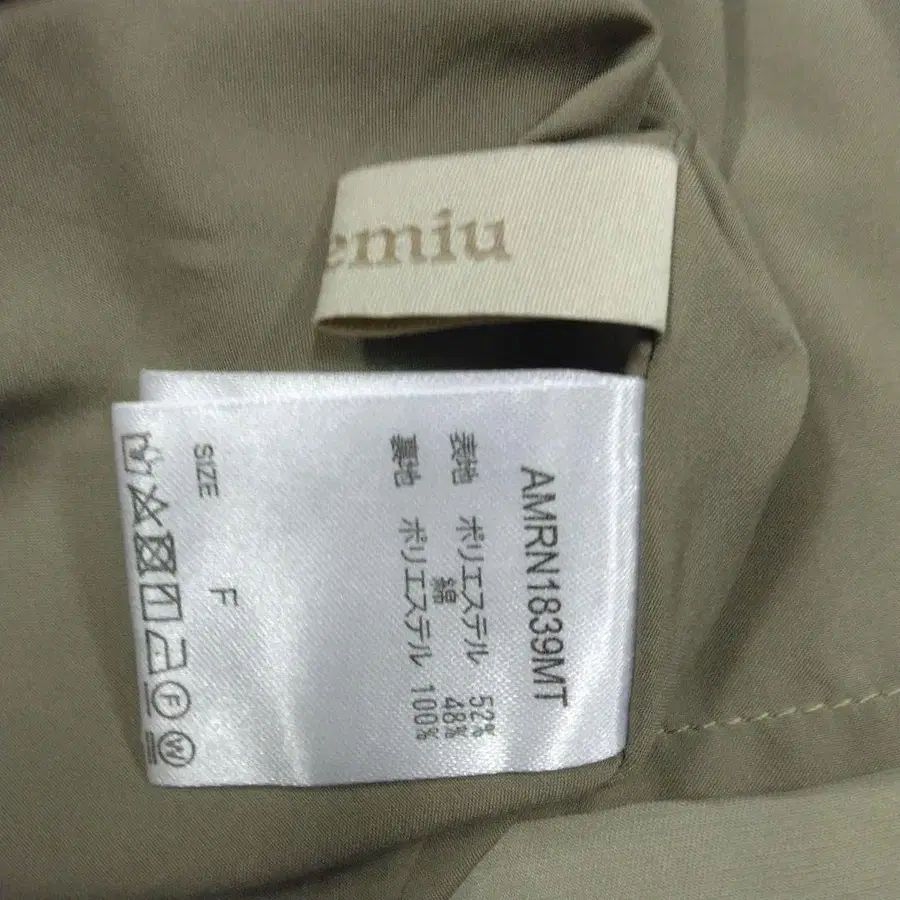 emiu
AMRN1839MT
表地 ポリエステル 52%
綿 48%
裏地 ポリエステル 100%
SIZE F
F
W